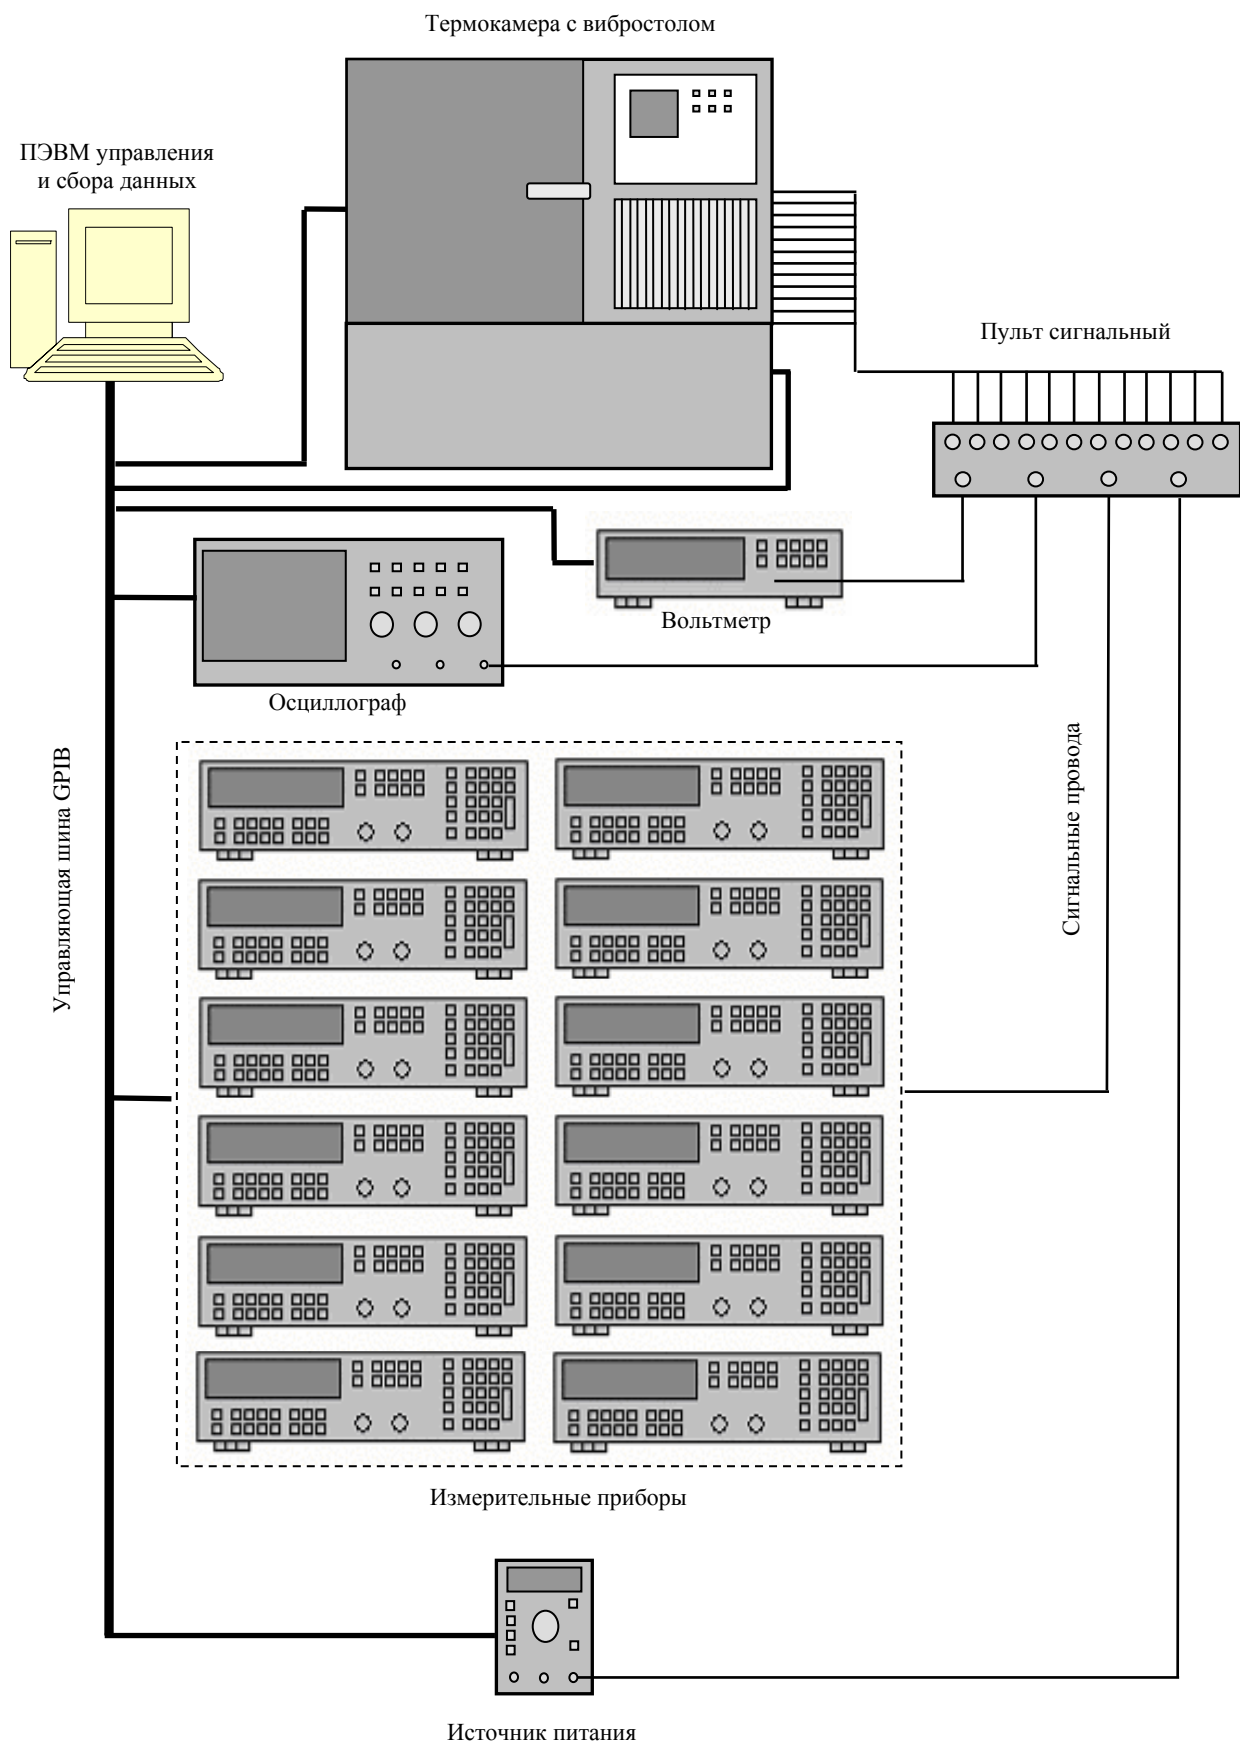 Термокамера с вибростолом
ПЭВМ управления
и сбора данных
Пульт сигнальный
Вольтметр
Осциллограф
Управляющая шина GPIB
Сигнальные провода
Измерительные приборы
Источник питания